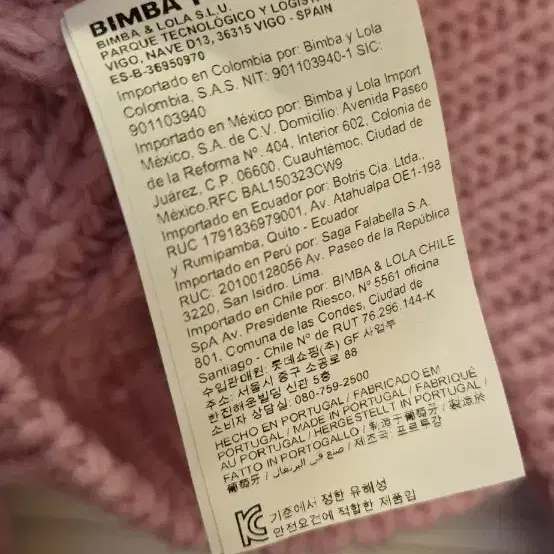 BIMBA
BIMBA & LOLA S.L.U.
PARQUE TECNOLÓGICO Y LOGIST
VIGO, NAVE D13, 36315 VIGO - SPAIN
ES-B-36950970
Importado en Colombia por: Bimba y Lola
Colombia, S.A.S. NIT: 901103940-1 SIC:
901103940
Importado en México por: Bimba y Lola Import
México, S.A. de C.V. Domicilio: Avenida Paseo
de la Reforma Nº. 404, Interior 602. Colonia de
Juárez, C.P. 06600, Cuauhtémoc, Ciudad de
México.RFC BAL150323CW9
Importado en Ecuador por: Botris Cia. Ltda.,
RUC 1791836979001, Av. Atahualpa OE1-198
y Rumipamba, Quito - Ecuador
Importado en Perú por: Saga Falabella S.A.
RUC: 20100128056 Av. Paseo de la República
3220, San Isidro. Lima.
Importado en Chile por: BIMBA & LOLA CHILE
SpA Av. Presidente Riesco, Nº 5561 oficina
801, Comuna de las Condes, Ciudad de
Santiago - Chile Nº de RUT 76.296.144-K
수입판매원: 롯데쇼핑(주) GF 사업부
주소: 서울시 중구 소공로 88
한진해운빌딩 신관 5층
소비자 상담실: 080-759-2500
HECHO EN PORTUGAL / FABRICADO EM
PORTUGAL / MADE IN PORTUGAL / FABRIQUÉ
AU PORTUGAL / HERGESTELLT IN PORTUGAL /
FATTO IN PORTOGALLO / 製造于葡萄牙 / 製造於
葡萄牙 / صنع في البرتغال / 제조국: 포르투갈
기준에서 정한 유해성
안전요건에 적합한 제품임